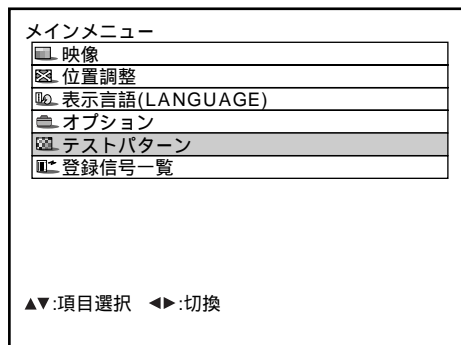 メインメニュー
映像
位置調整
表示言語(LANGUAGE)
オプション
テストパターン
登録信号一覧
▲▼:項目選択 ◀▶:切換